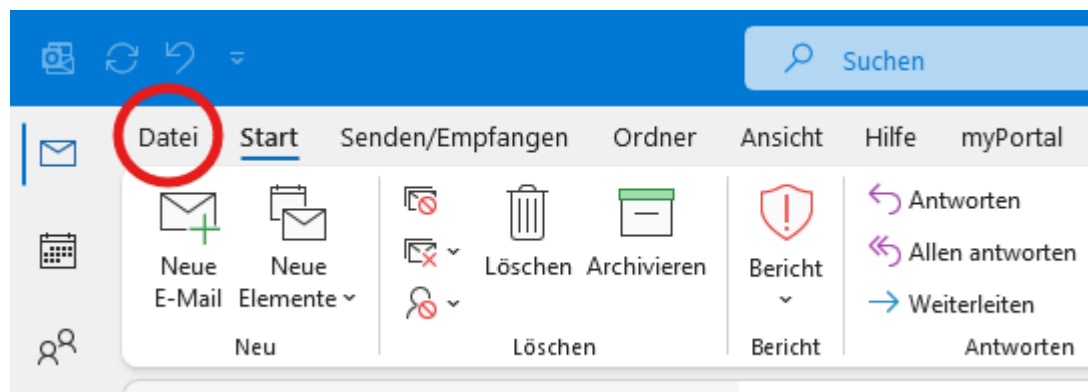 Suchen
Datei Start Senden/Empfangen Ordner Ansicht Hilfe myPortal
Neue E-Mail
Neue Elemente
Löschen
Archivieren
Bericht
Antworten
Allen antworten
Weiterleiten
Neu Löschen Bericht Antworten